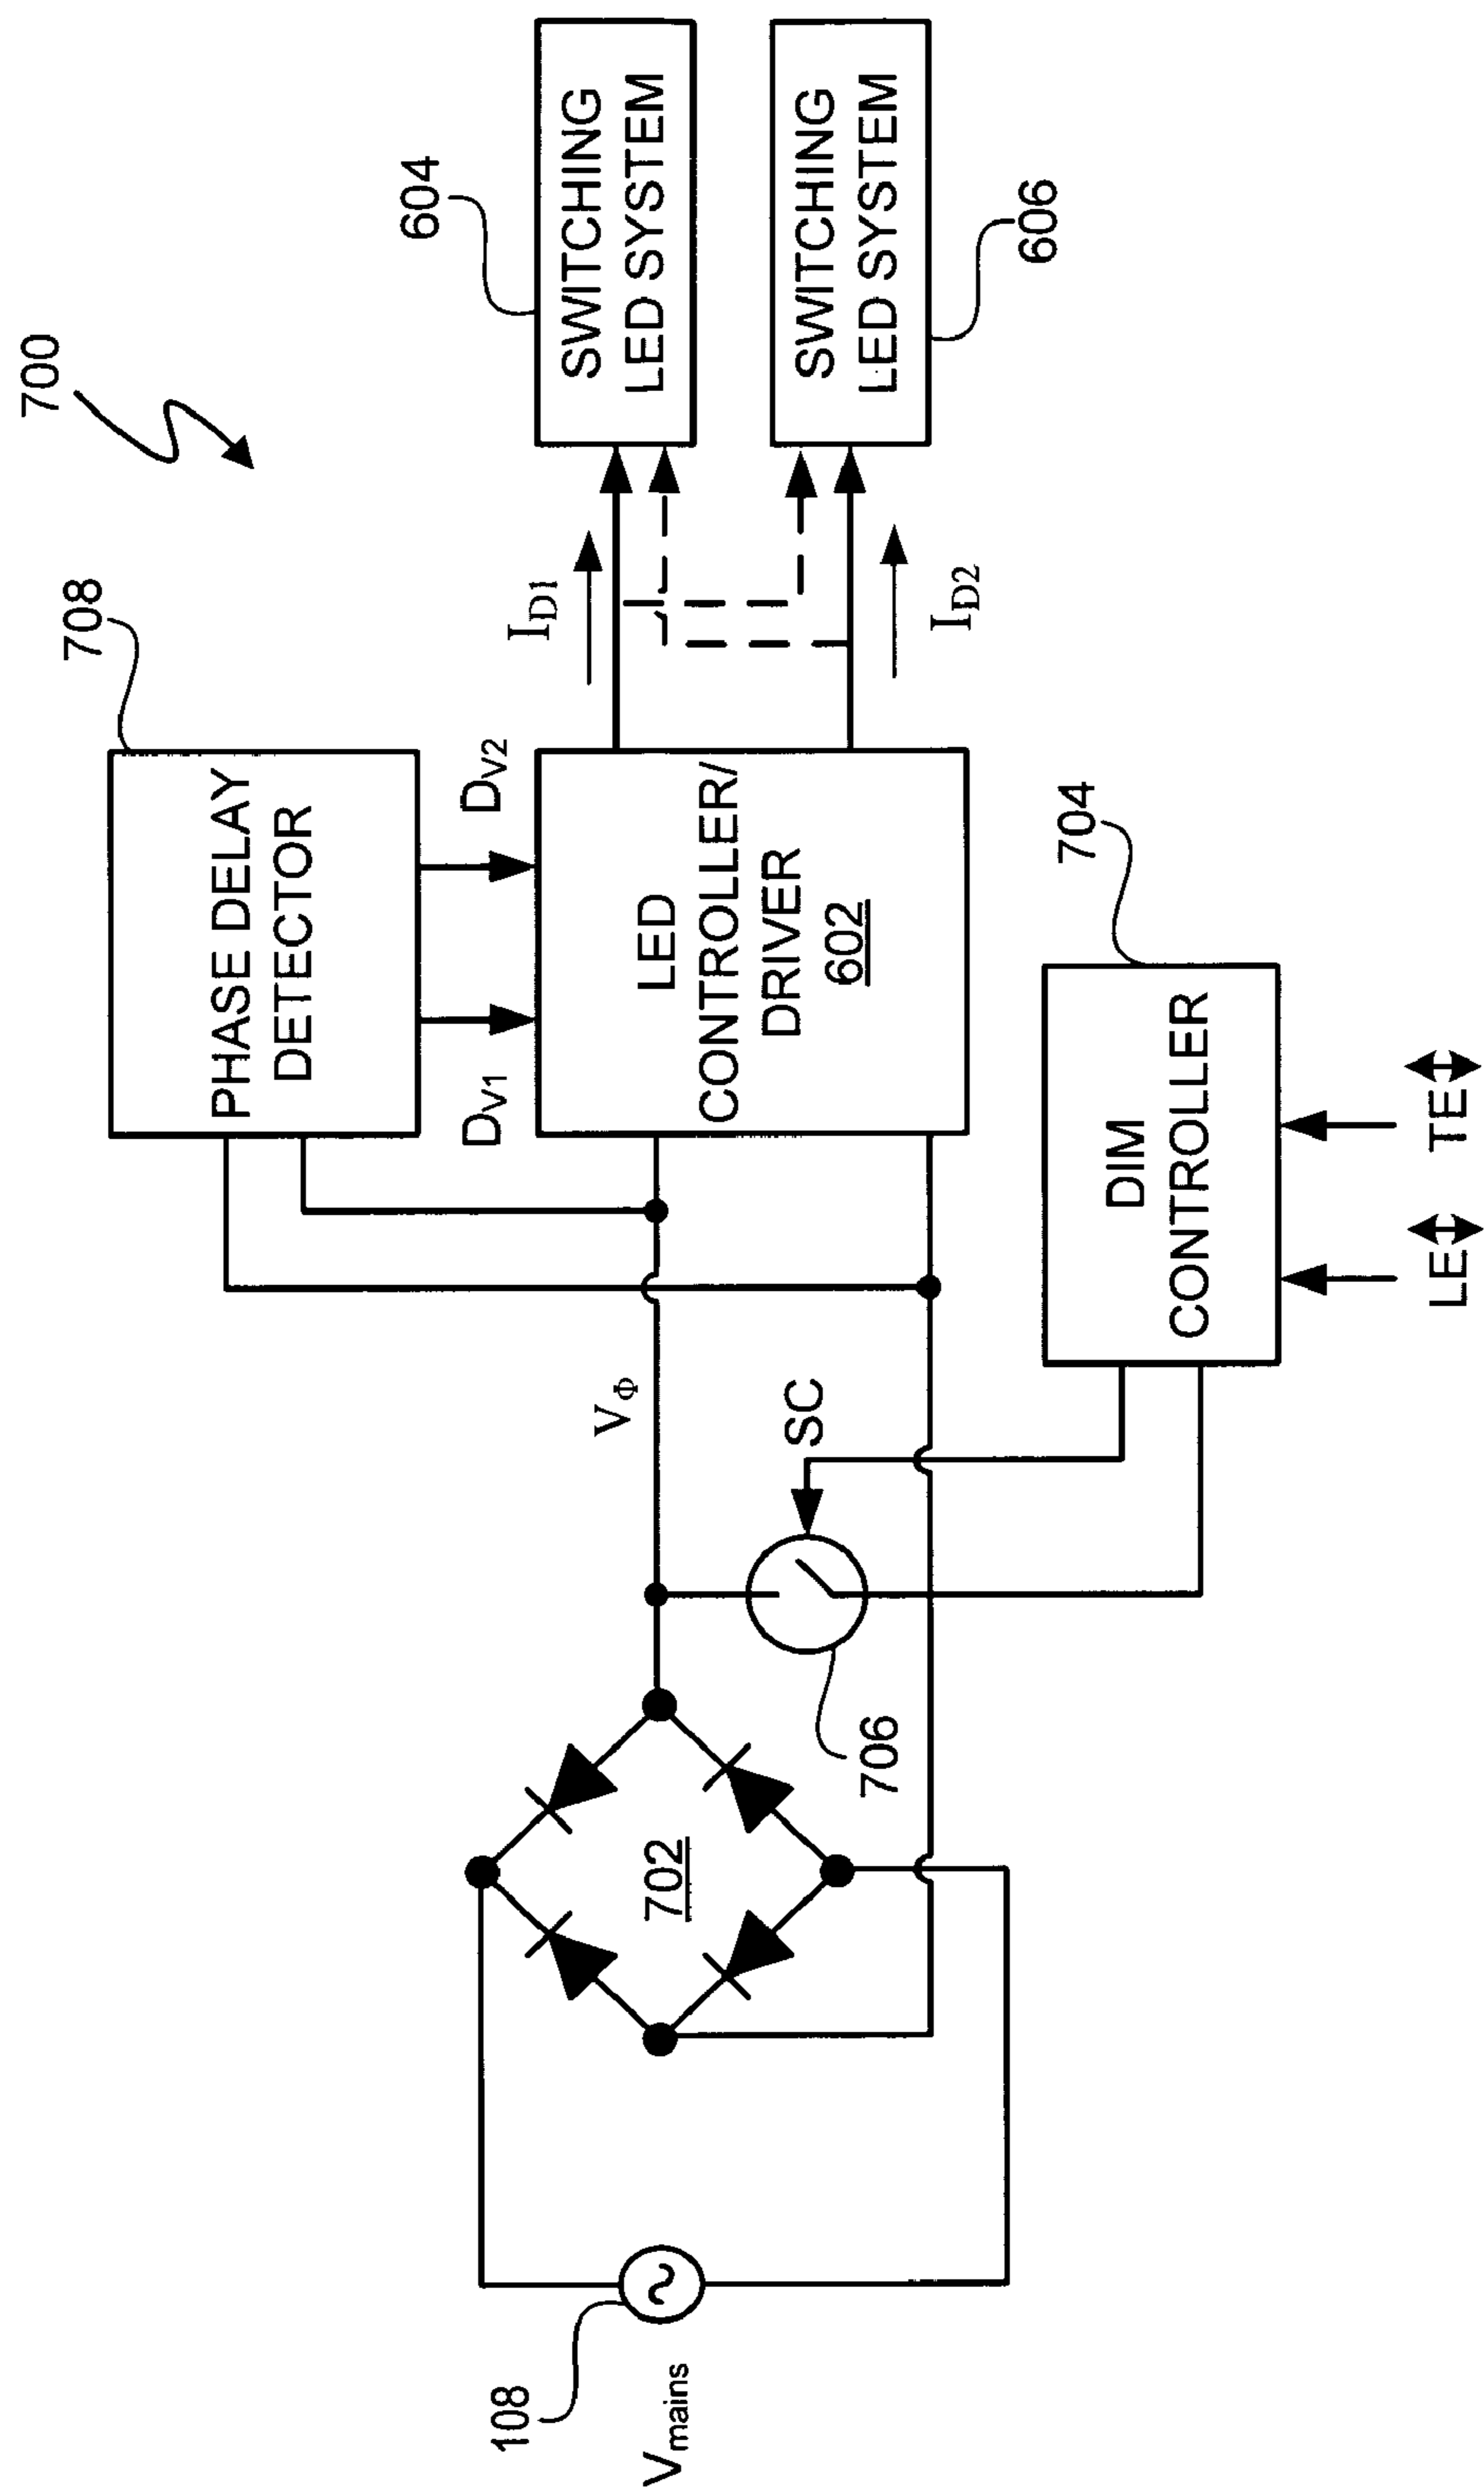 700
708
PHASE DELAY
DETECTOR
604
SWITCHING
LED SYSTEM
606
SWITCHING
LED SYSTEM
I_D1
I_D2
D_V1
D_V2
LED
CONTROLLER/
DRIVER
602
V_Φ
SC
706
702
108
V_mains
704
DIM
CONTROLLER
LE
TE